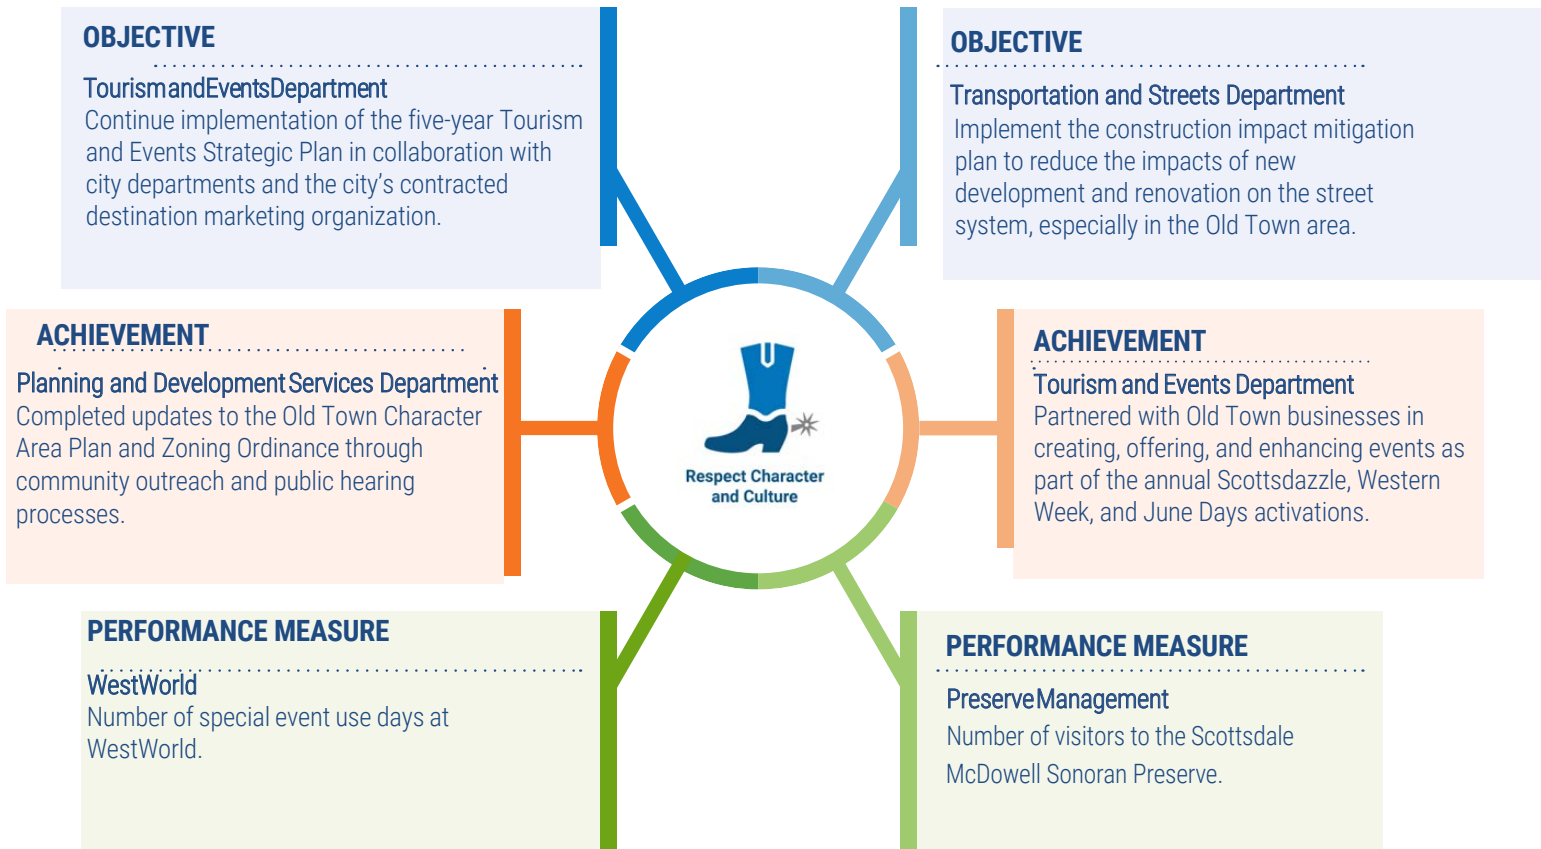 OBJECTIVE
Tourism and Events Department
Continue implementation of the five-year Tourism
and Events Strategic Plan in collaboration with
city departments and the city's contracted
destination marketing organization.
OBJECTIVE
Transportation and Streets Department
Implement the construction impact mitigation
plan to reduce the impacts of new
development and renovation on the street
system, especially in the Old Town area.
ACHIEVEMENT
Planning and Development Services Department
Completed updates to the Old Town Character
Area Plan and Zoning Ordinance through
community outreach and public hearing
processes.
Respect Character
and Culture
ACHIEVEMENT
Tourism and Events Department
Partnered with Old Town businesses in
creating, offering, and enhancing events as
part of the annual Scottsdazzle, Western
Week, and June Days activations.
PERFORMANCE MEASURE
WestWorld
Number of special event use days at
WestWorld.
PERFORMANCE MEASURE
Preserve Management
Number of visitors to the Scottsdale
McDowell Sonoran Preserve.